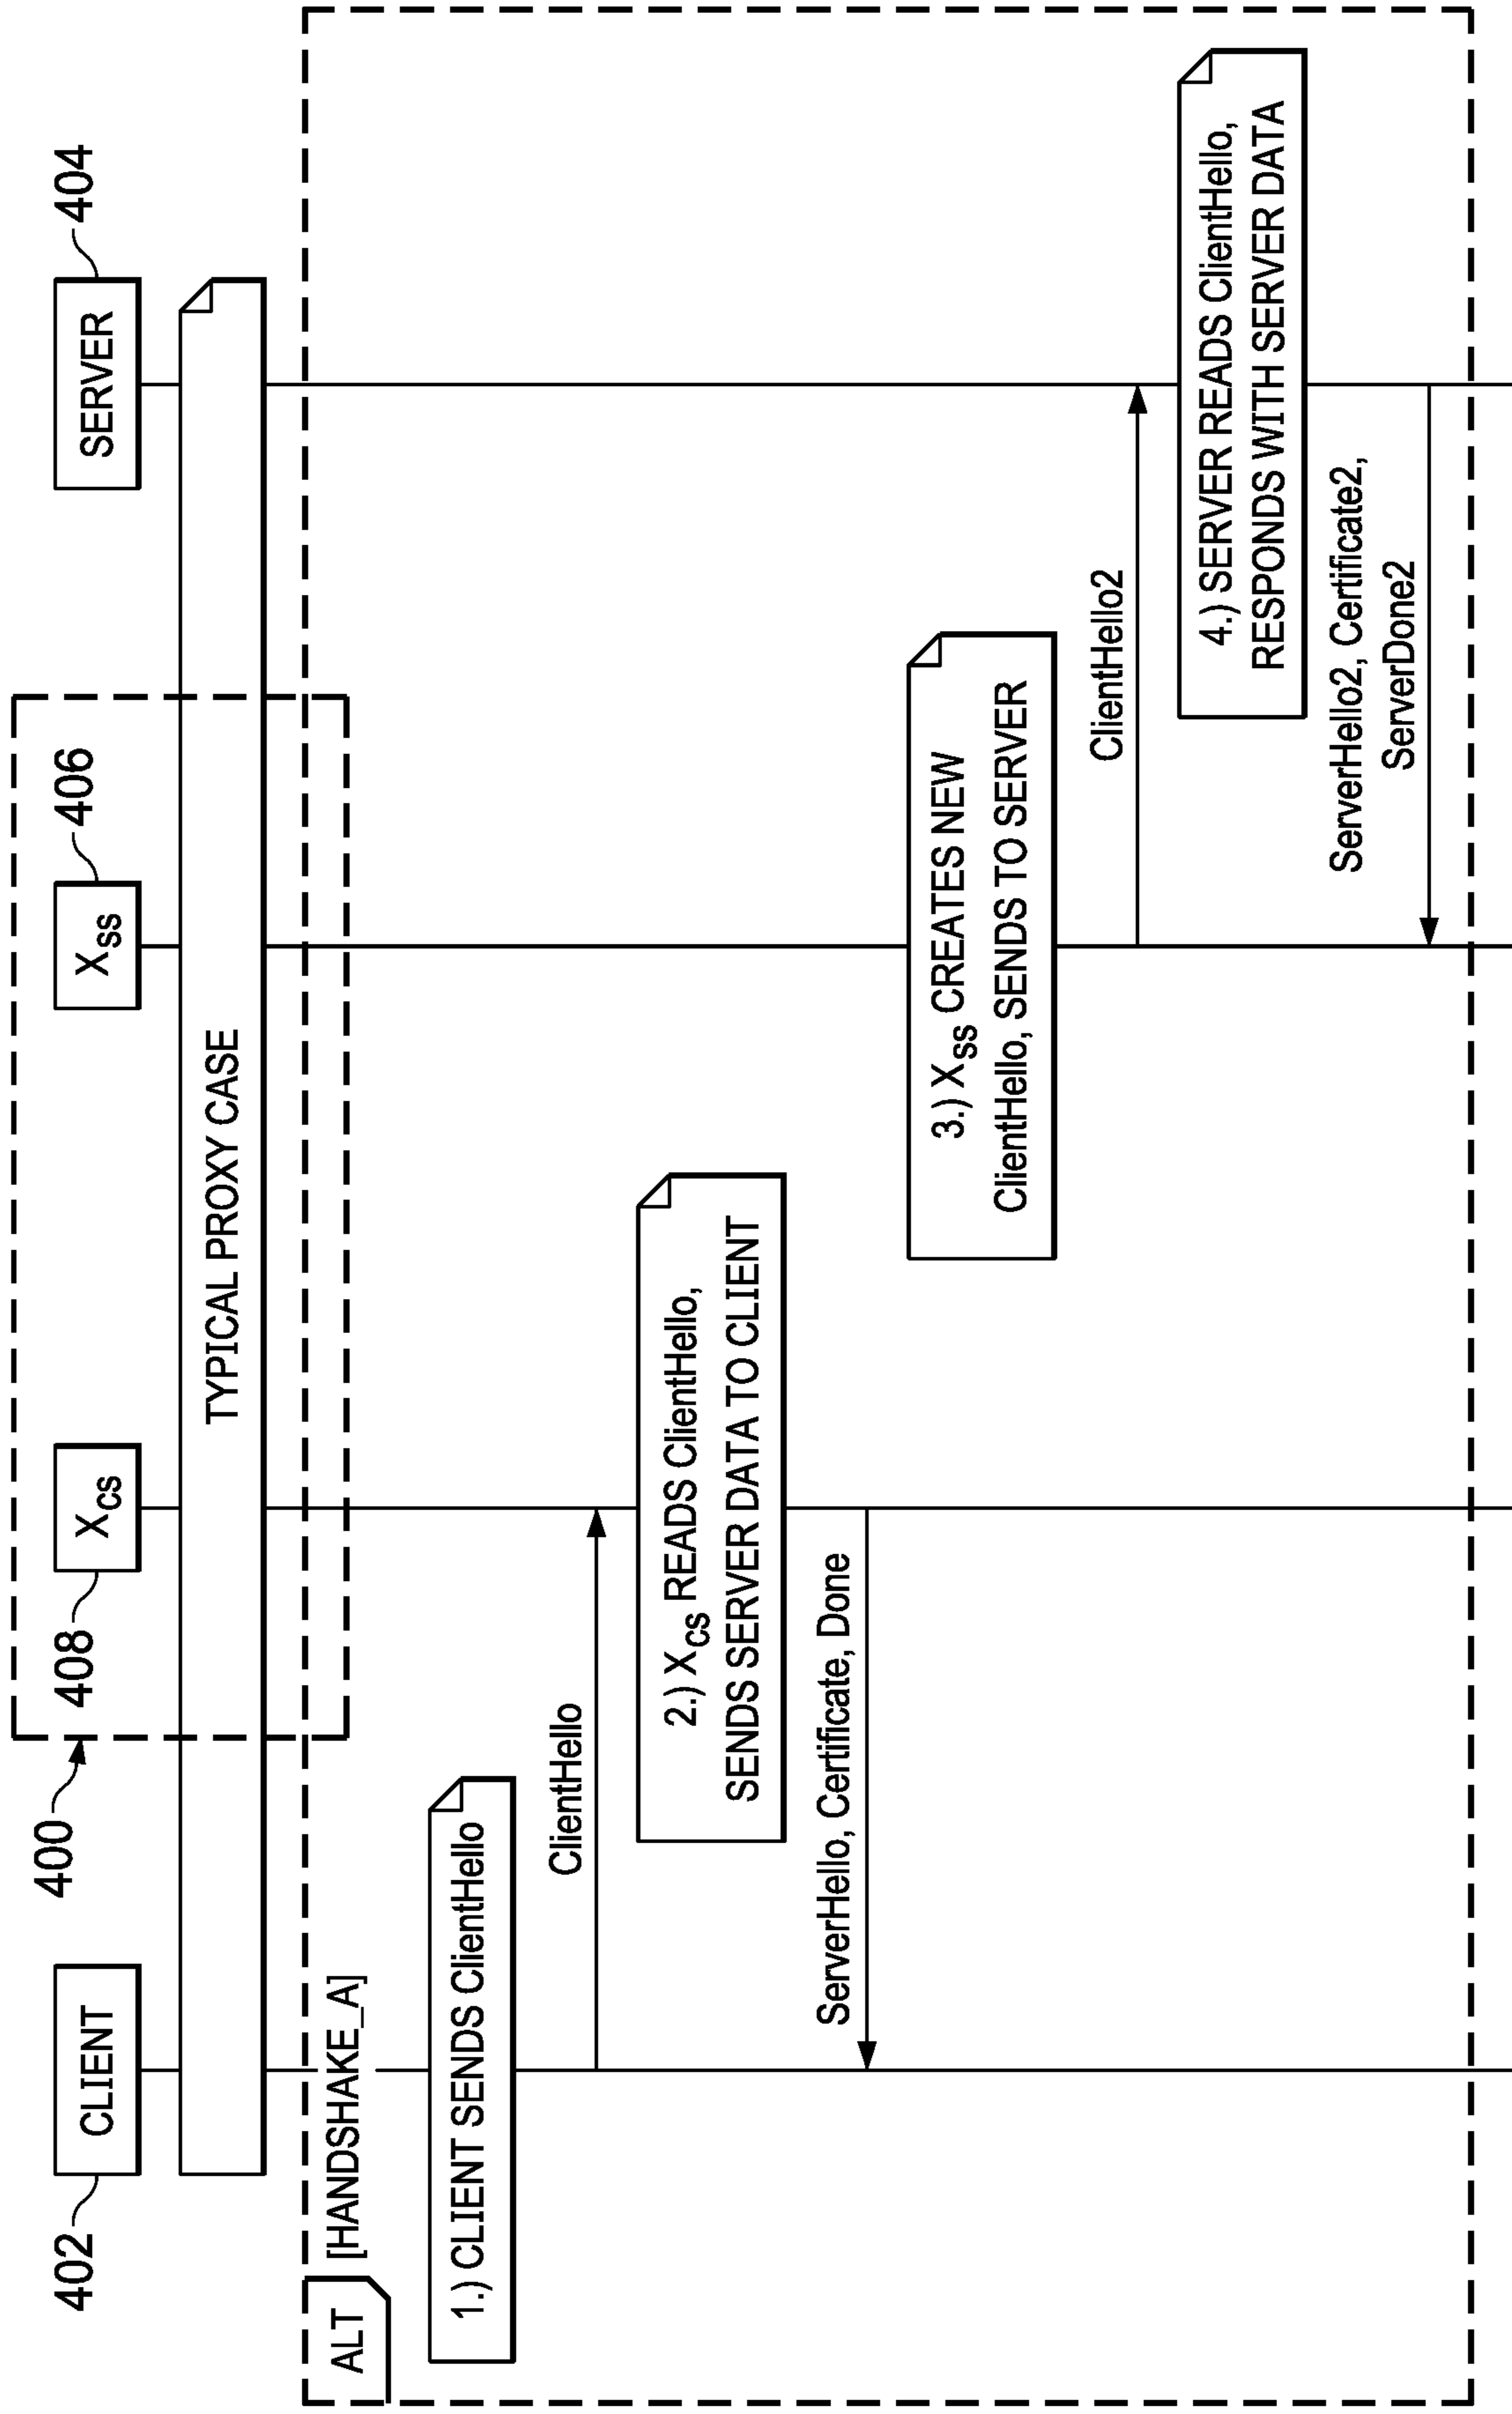 400
402
CLIENT
408
Xcs
Xss
406
SERVER
404
TYPICAL PROXY CASE
ALT
[HANDSHAKE_A]
1.) CLIENT SENDS ClientHello
ClientHello
2.) Xcs READS ClientHello,
SENDS SERVER DATA TO CLIENT
ServerHello, Certificate, Done
3.) Xss CREATES NEW
ClientHello, SENDS TO SERVER
ClientHello2
4.) SERVER READS ClientHello,
RESPONDS WITH SERVER DATA
ServerHello2, Certificate2,
ServerDone2